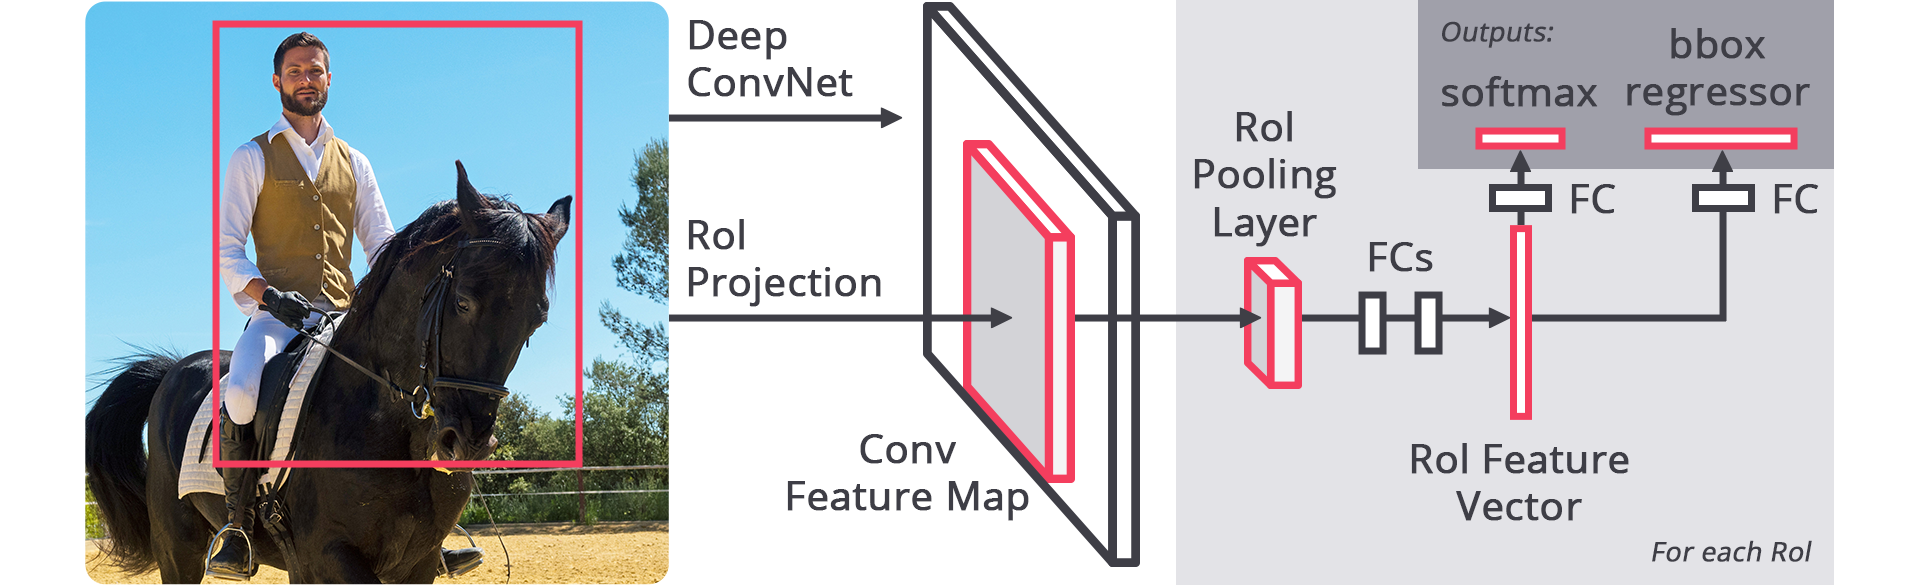 Deep
ConvNet
RoI
Projection
Conv
Feature Map
RoI
Pooling
Layer
FCs
RoI Feature
Vector
Outputs:
softmax
bbox
regressor
FC
FC
For each RoI